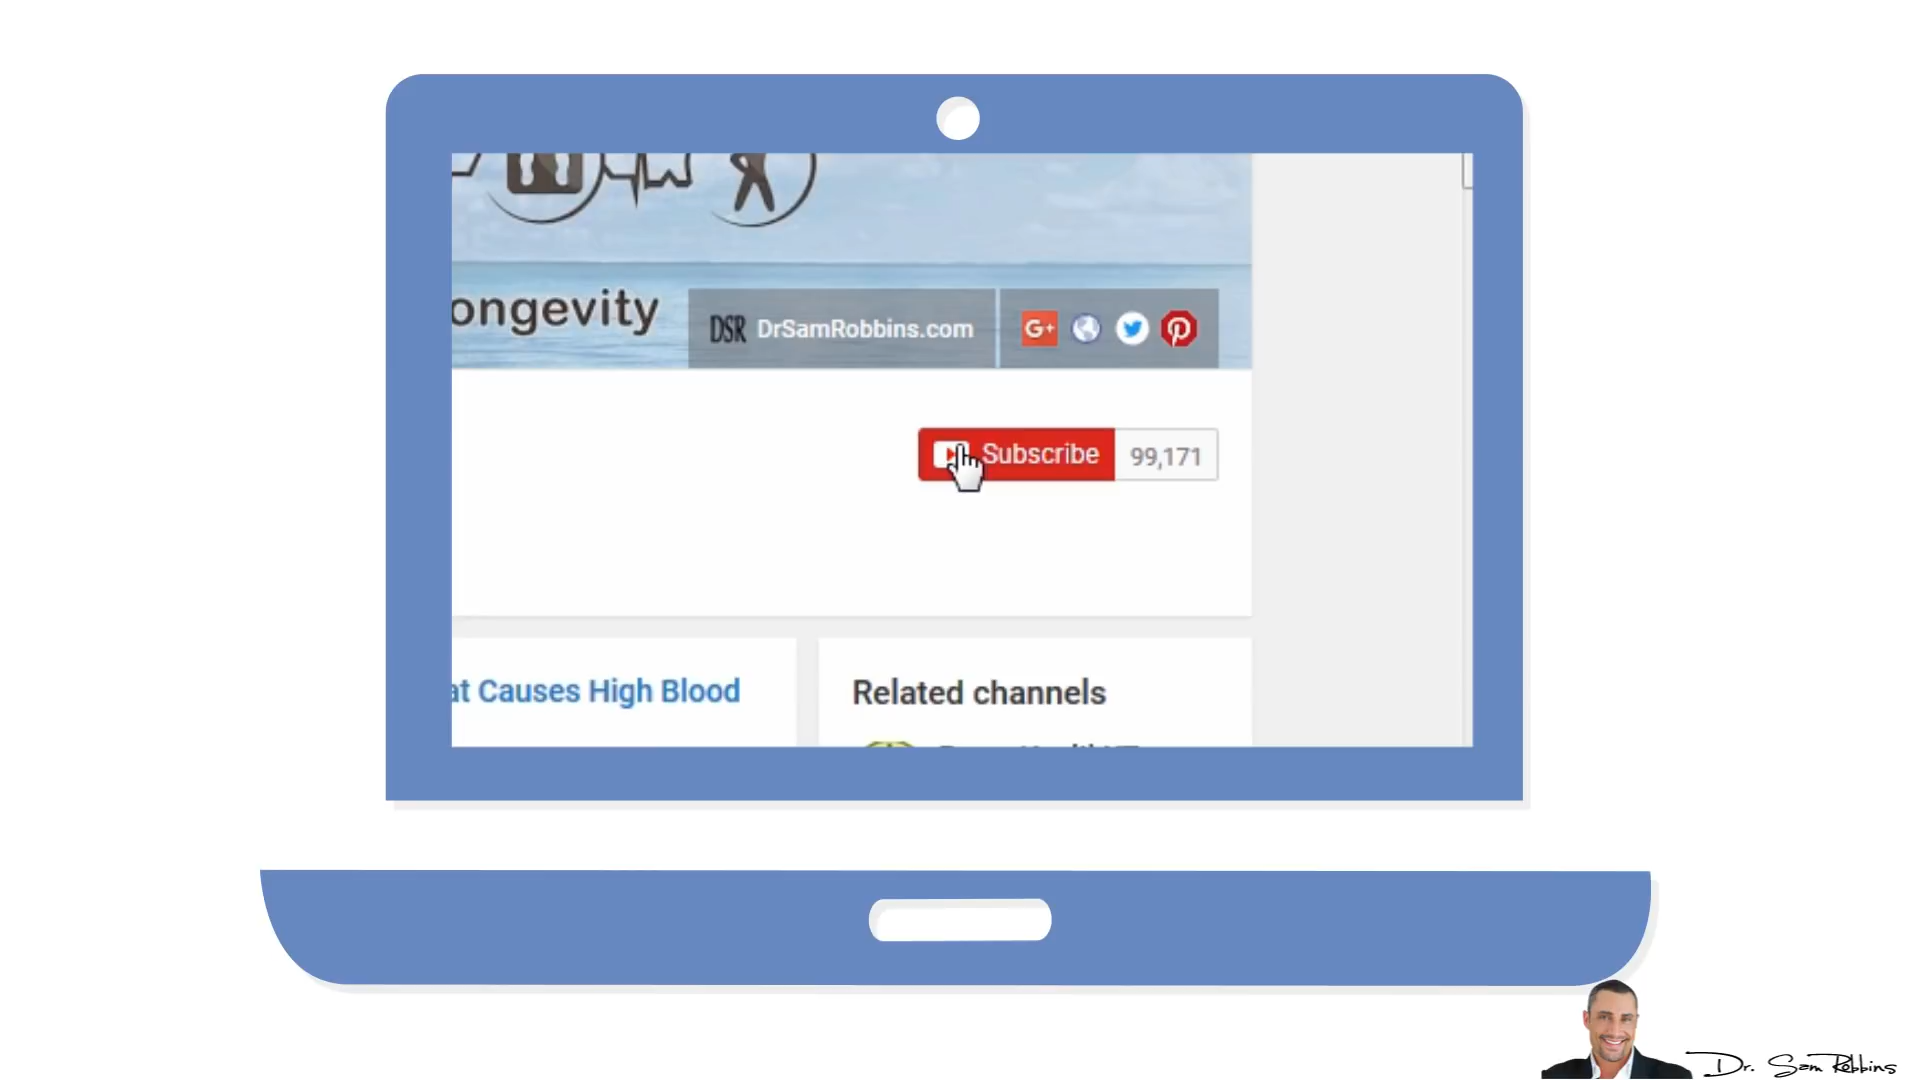 ongevity
DSR DrSamRobbins.com
G+
Subscribe 99,171
at Causes High Blood
Related channels
Dr. Sam Robbins